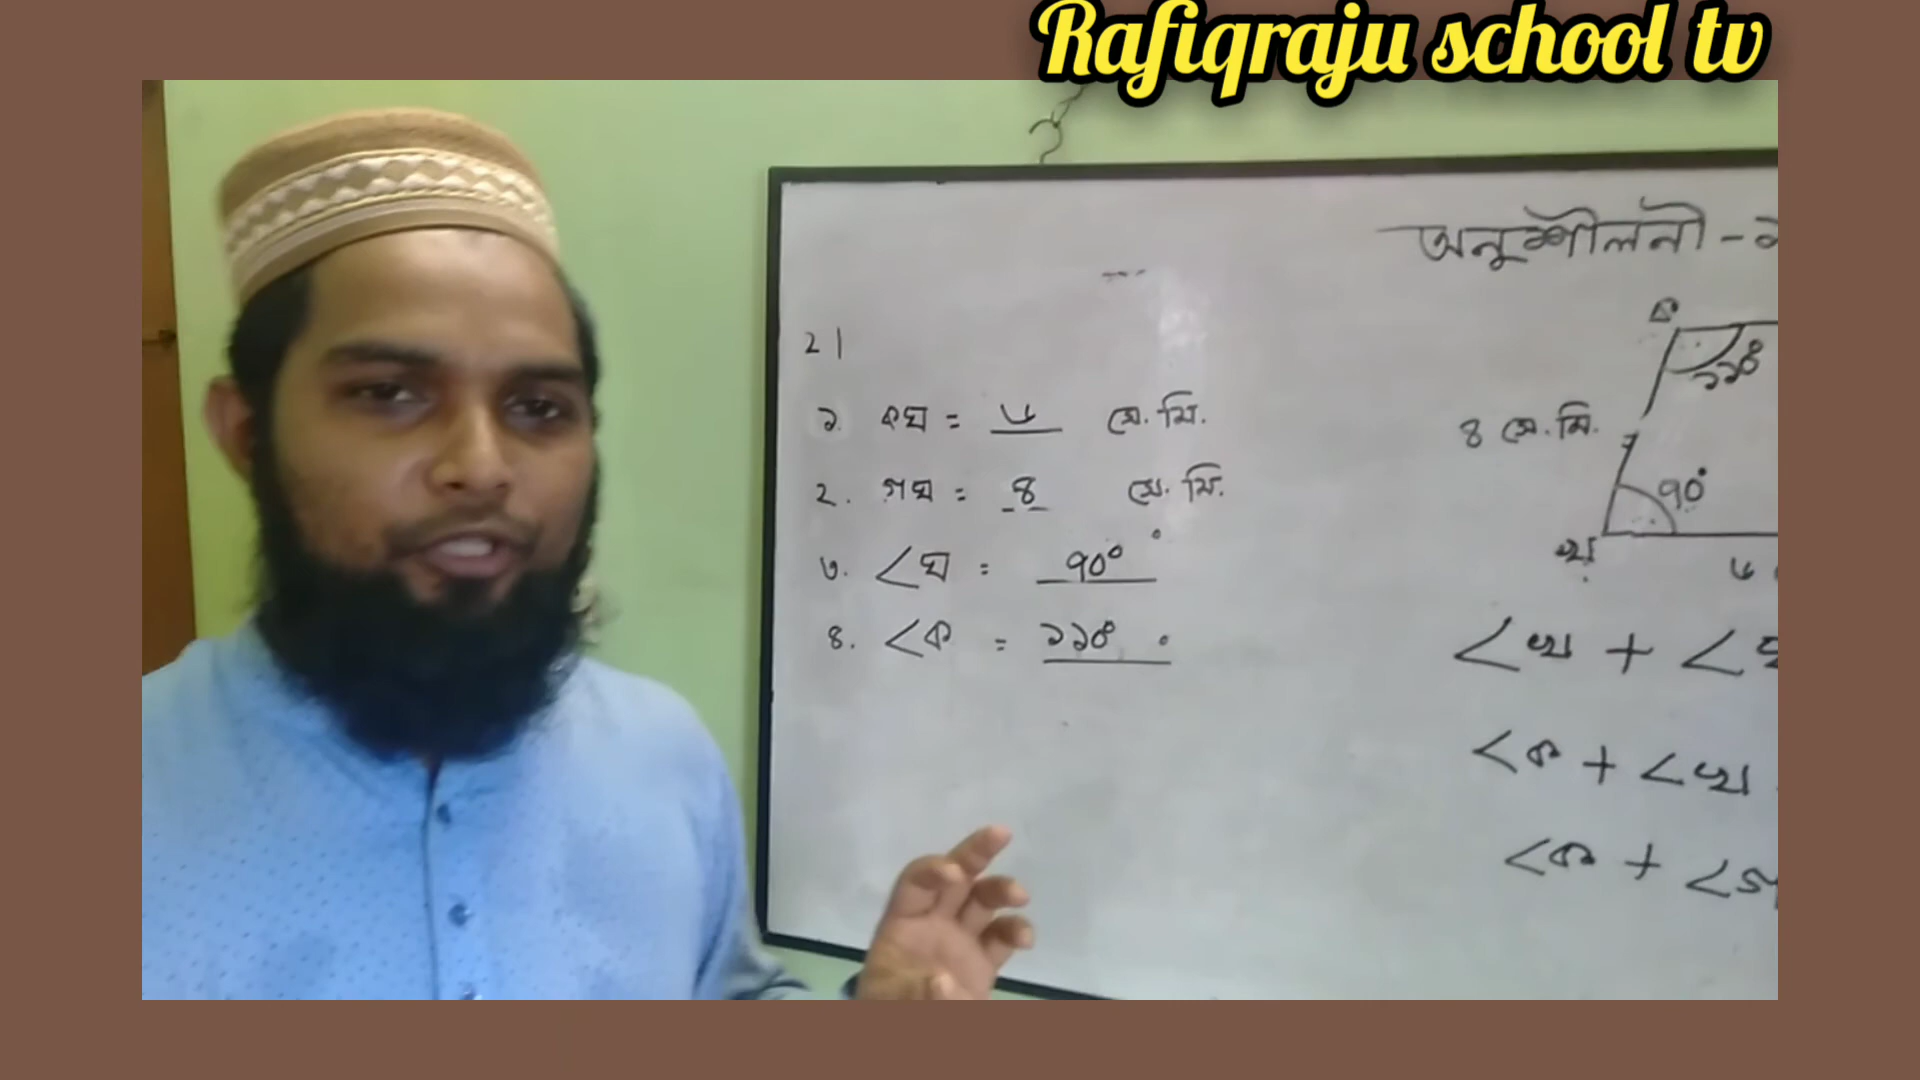 Rafiqraju school tv
অনুশীলনী -
২।
১. কঘ = ৬ সে. মি.
২. গঘ = ৪ সে. মি.
৩. ∠ঘ = ৭০°
৪. ∠ক = ১১০°
ক
১১০
৪ সে. মি.
৭০°
খ
৬
∠খ + ∠
∠ক + ∠খ
∠ক + ∠গ